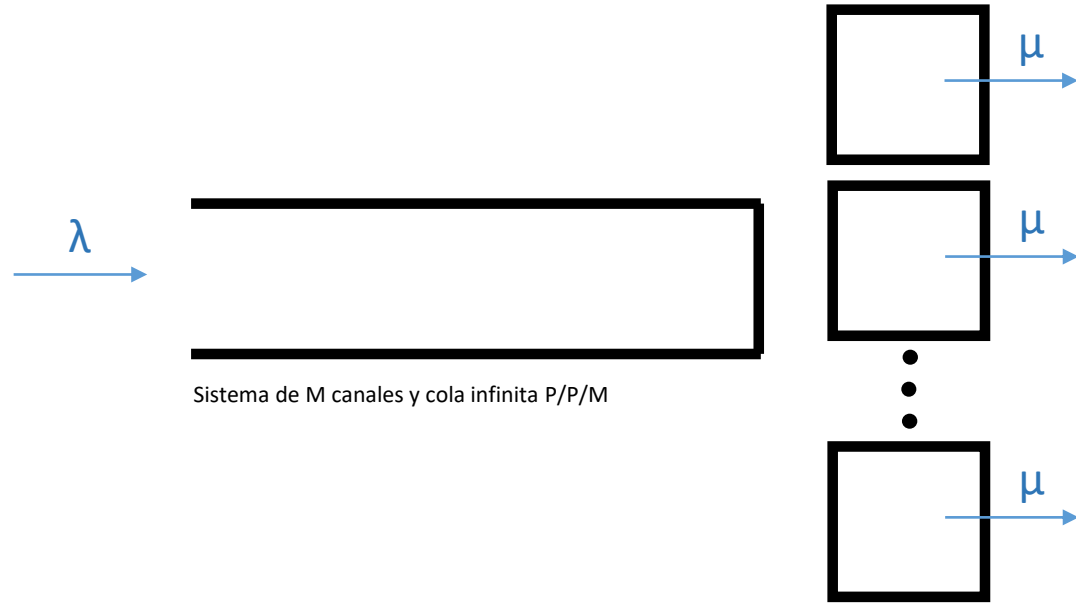 μ
λ
μ
Sistema de M canales y cola infinita P/P/M
μ